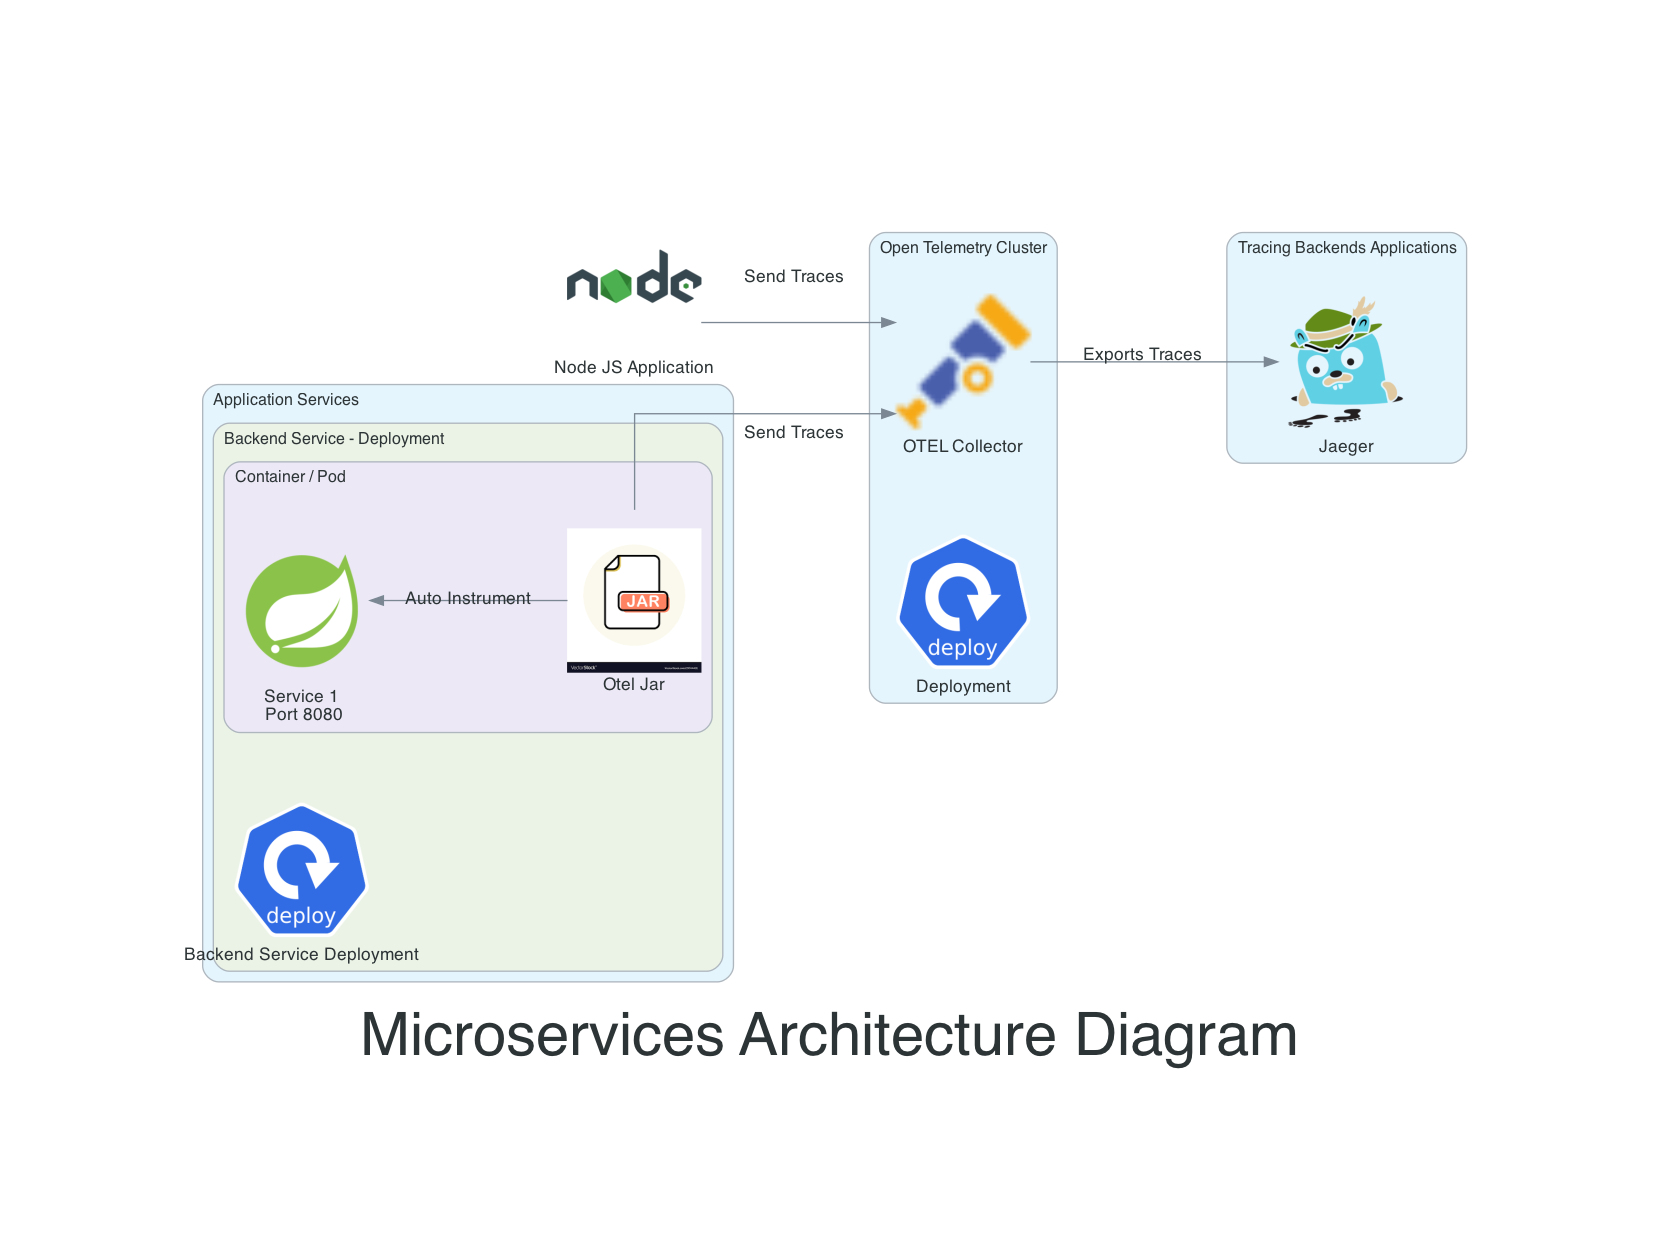 node
Send Traces
Node JS Application
Open Telemetry Cluster
OTEL Collector
deploy
Deployment
Exports Traces
Tracing Backends Applications
Jaeger
Application Services
Send Traces
Backend Service - Deployment
Container / Pod
Auto Instrument
JAR
VectorStock
Otel Jar
Service 1
Port 8080
deploy
Backend Service Deployment
Microservices Architecture Diagram